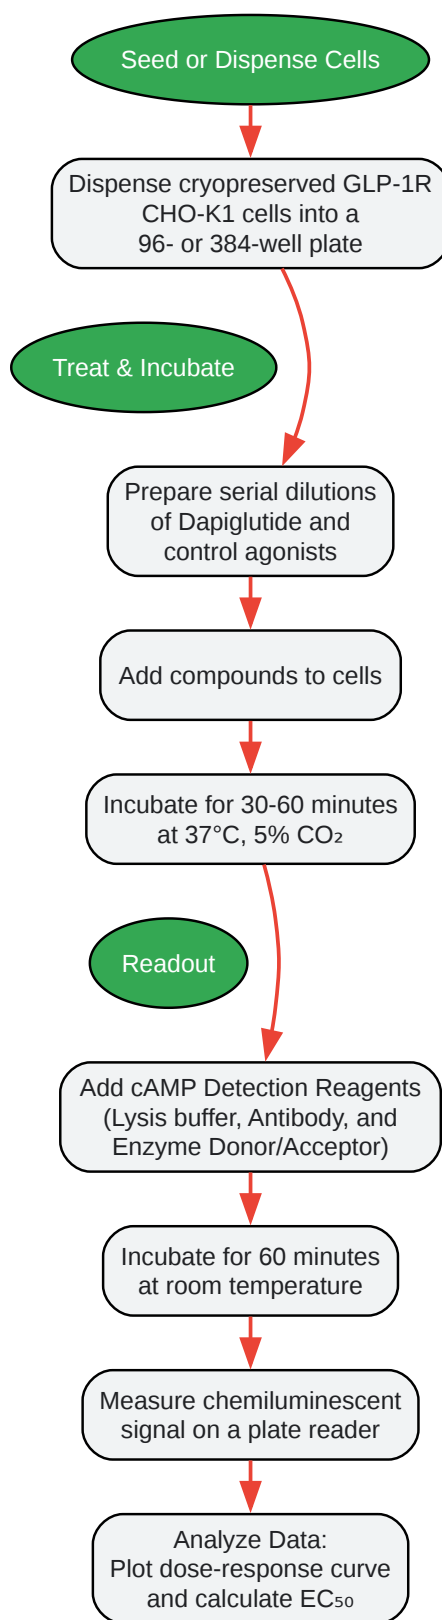 Seed or Dispense Cells
Dispense cryopreserved GLP-1R
CHO-K1 cells into a
96- or 384-well plate
Treat & Incubate
Prepare serial dilutions
of Dapiglutide and
control agonists
Add compounds to cells
Incubate for 30-60 minutes
at 37°C, 5% CO₂
Readout
Add cAMP Detection Reagents
(Lysis buffer, Antibody, and
Enzyme Donor/Acceptor)
Incubate for 60 minutes
at room temperature
Measure chemiluminescent
signal on a plate reader
Analyze Data:
Plot dose-response curve
and calculate EC₅₀